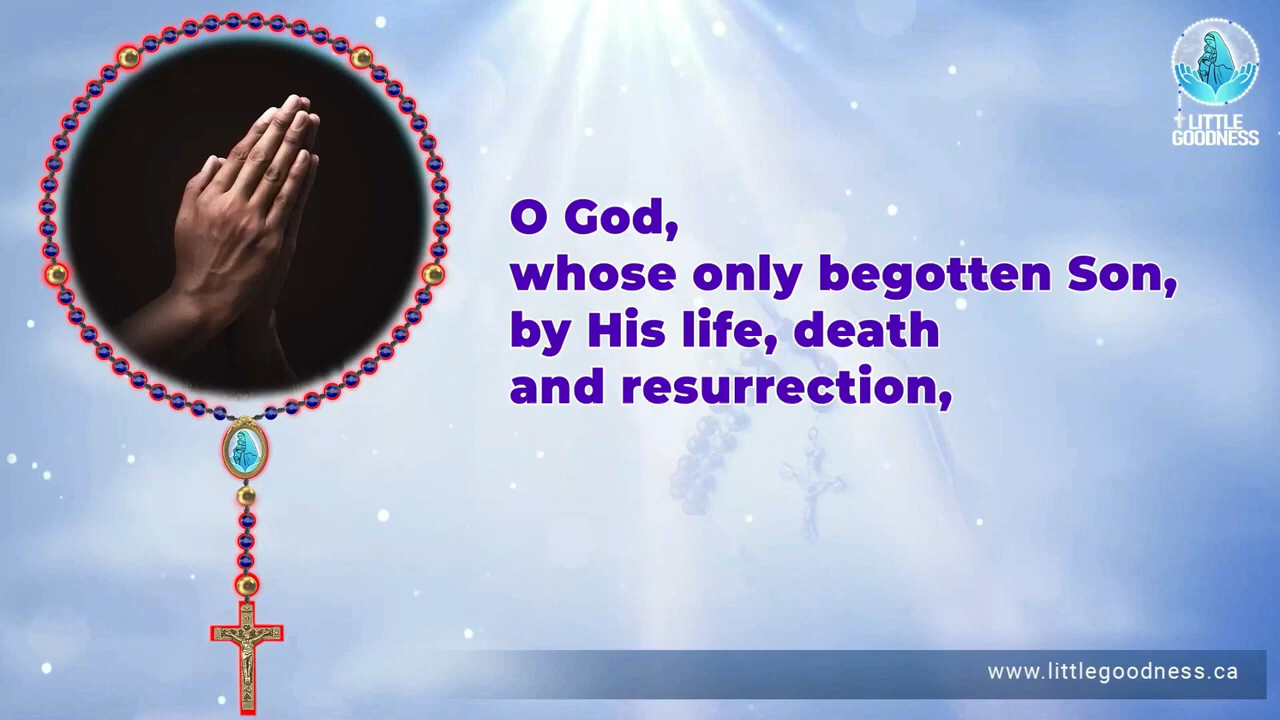 LITTLE
GOODNESS
O God,
whose only begotten Son,
by His life, death
and resurrection,
www.littlegoodness.ca